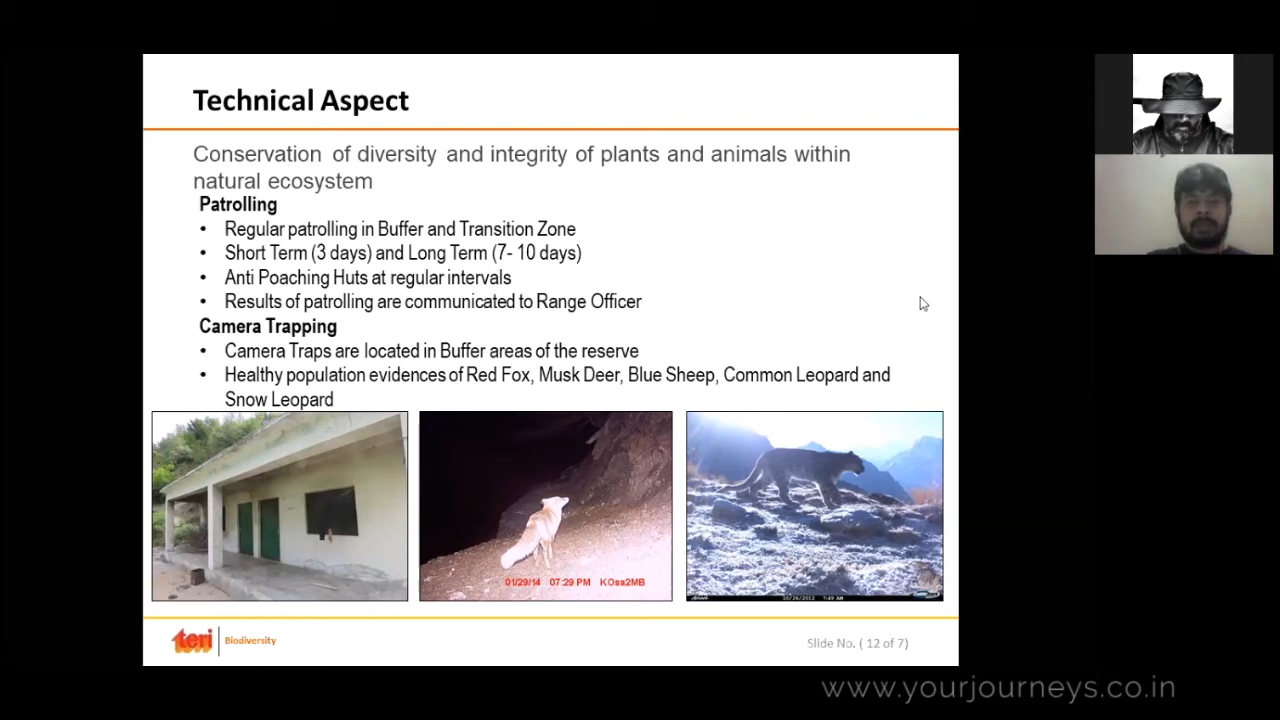 Technical Aspect
Conservation of diversity and integrity of plants and animals within
natural ecosystem
Patrolling
• Regular patrolling in Buffer and Transition Zone
• Short Term (3 days) and Long Term (7- 10 days)
• Anti Poaching Huts at regular intervals
• Results of patrolling are communicated to Range Officer
Camera Trapping
• Camera Traps are located in Buffer areas of the reserve
• Healthy population evidences of Red Fox, Musk Deer, Blue Sheep, Common Leopard and
Snow Leopard
01/29/14 07:29 PM KOsa2MB
teri Biodiversity
Slide No. ( 12 of 7)
www.yourjourneys.co.in